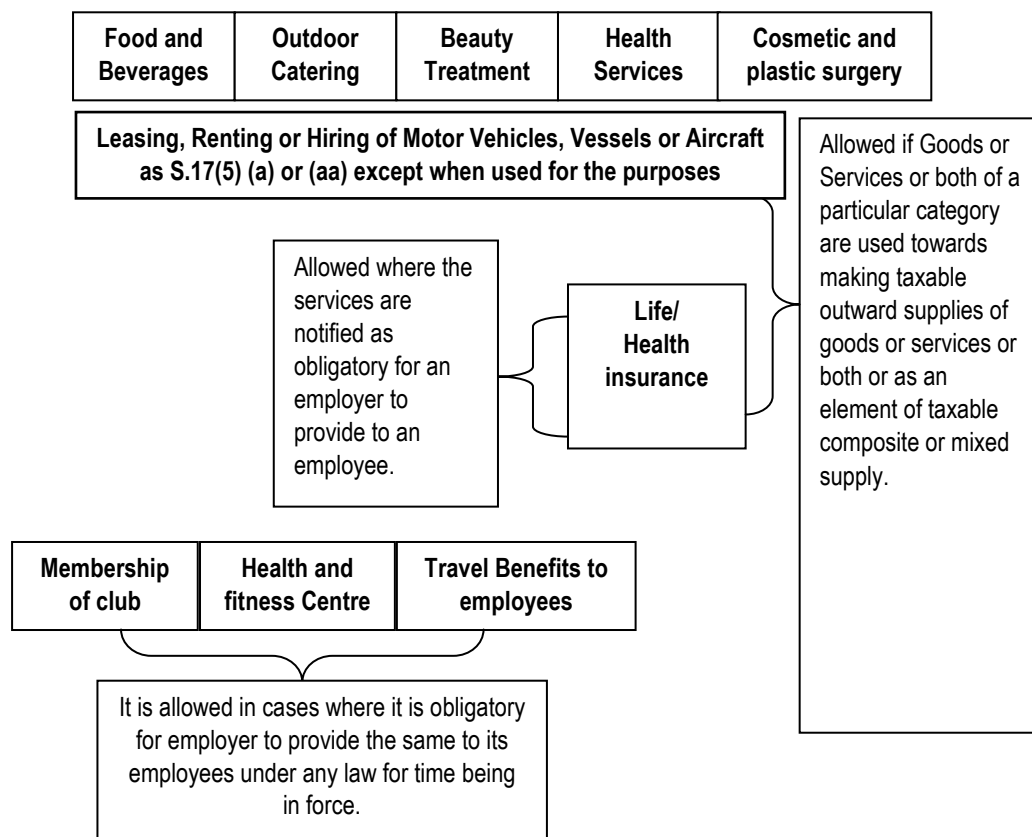 Food and
Beverages
Outdoor
Catering
Beauty
Treatment
Health
Services
Cosmetic and
plastic surgery
Leasing, Renting or Hiring of Motor Vehicles, Vessels or Aircraft
as S.17(5) (a) or (aa) except when used for the purposes
Allowed if Goods or
Services or both of a
particular category
are used towards
making taxable
outward supplies of
goods or services or
both or as an
element of taxable
composite or mixed
supply.
Allowed where the
services are
notified as
obligatory for an
employer to
provide to an
employee.
Life/
Health
insurance
Membership
of club
Health and
fitness Centre
Travel Benefits to
employees
It is allowed in cases where it is obligatory
for employer to provide the same to its
employees under any law for time being
in force.